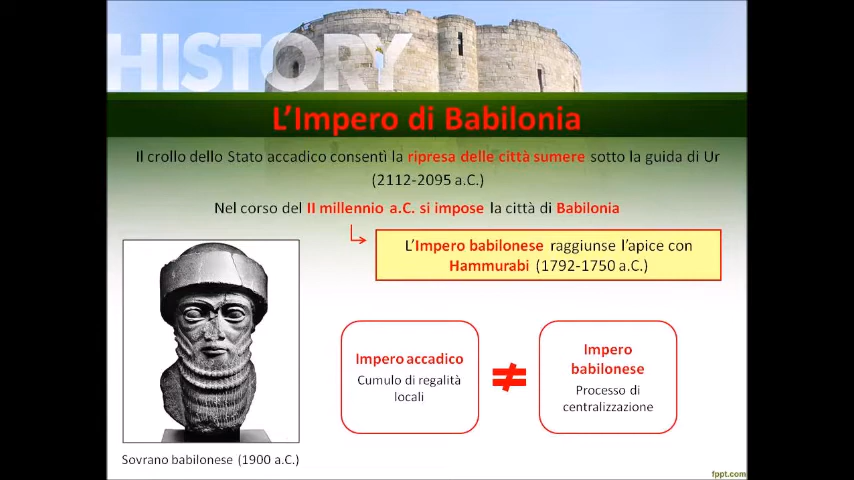 HISTORY
L'Impero di Babilonia
Il crollo dello Stato accadico consentì la ripresa delle città sumere sotto la guida di Ur
(2112-2095 a.C.)
Nel corso del II millennio a.C. si impose la città di Babilonia
L'Impero babilonese raggiunse l'apice con
Hammurabi (1792-1750 a.C.)
Impero accadico
Cumulo di regalità
locali
≠
Impero
babilonese
Processo di
centralizzazione
Sovrano babilonese (1900 a.C.)
fppt.com